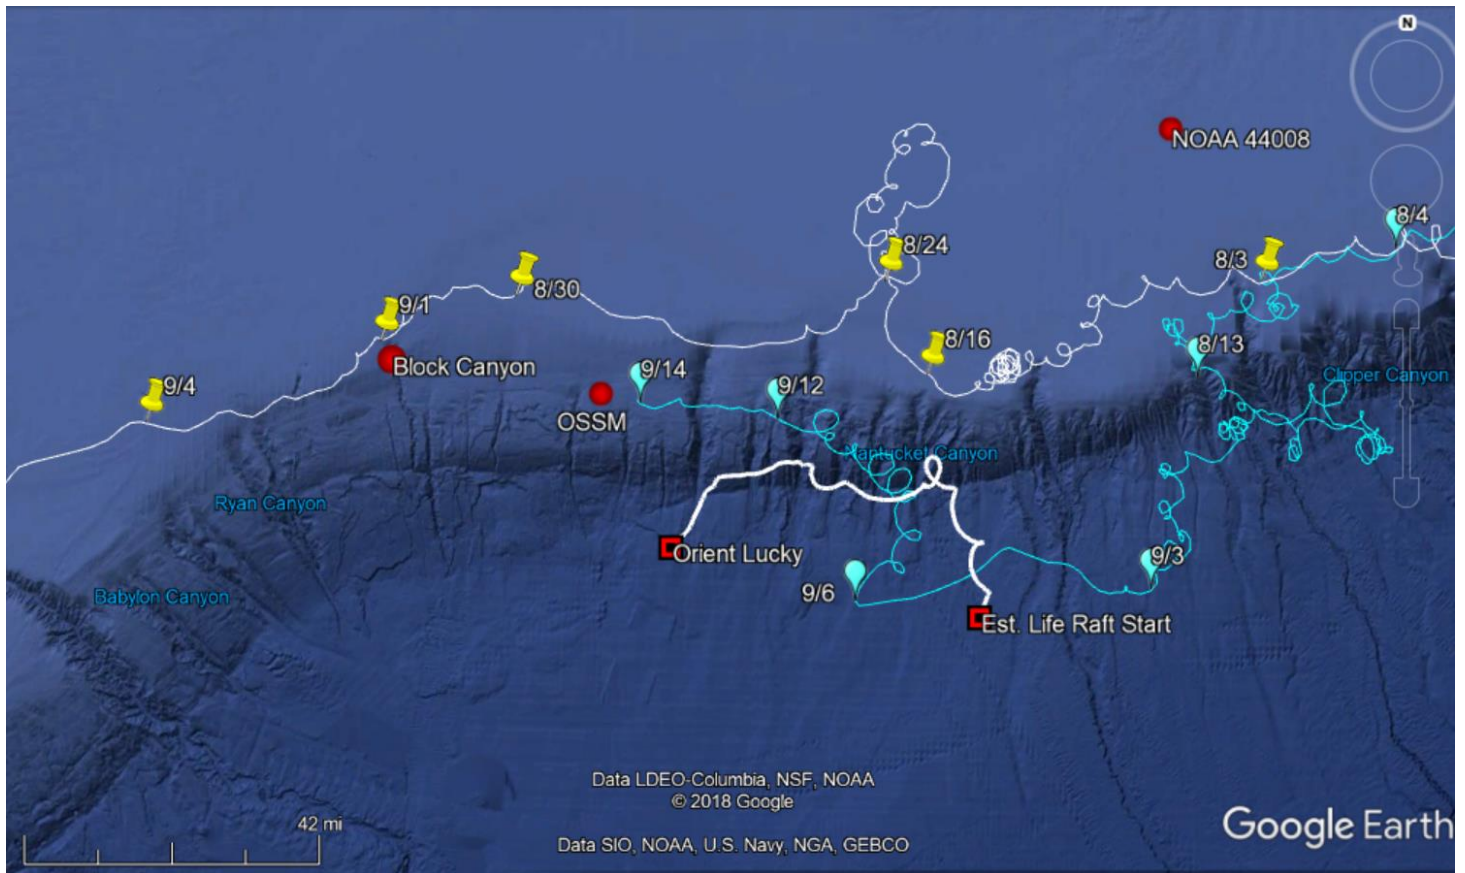 N
NOAA 44008
8/4
8/24
8/3
8/30
9/1
8/16
8/13
Block Canyon
9/14
Clipper Canyon
9/12
9/4
OSSM
Nantucket Canyon
Ryan Canyon
Orient Lucky
9/3
9/6
Babylon Canyon
Est. Life Raft Start
Data LDEO-Columbia, NSF, NOAA
© 2018 Google
42 mi
Google Earth
Data SIO, NOAA, U.S. Navy, NGA, GEBCO